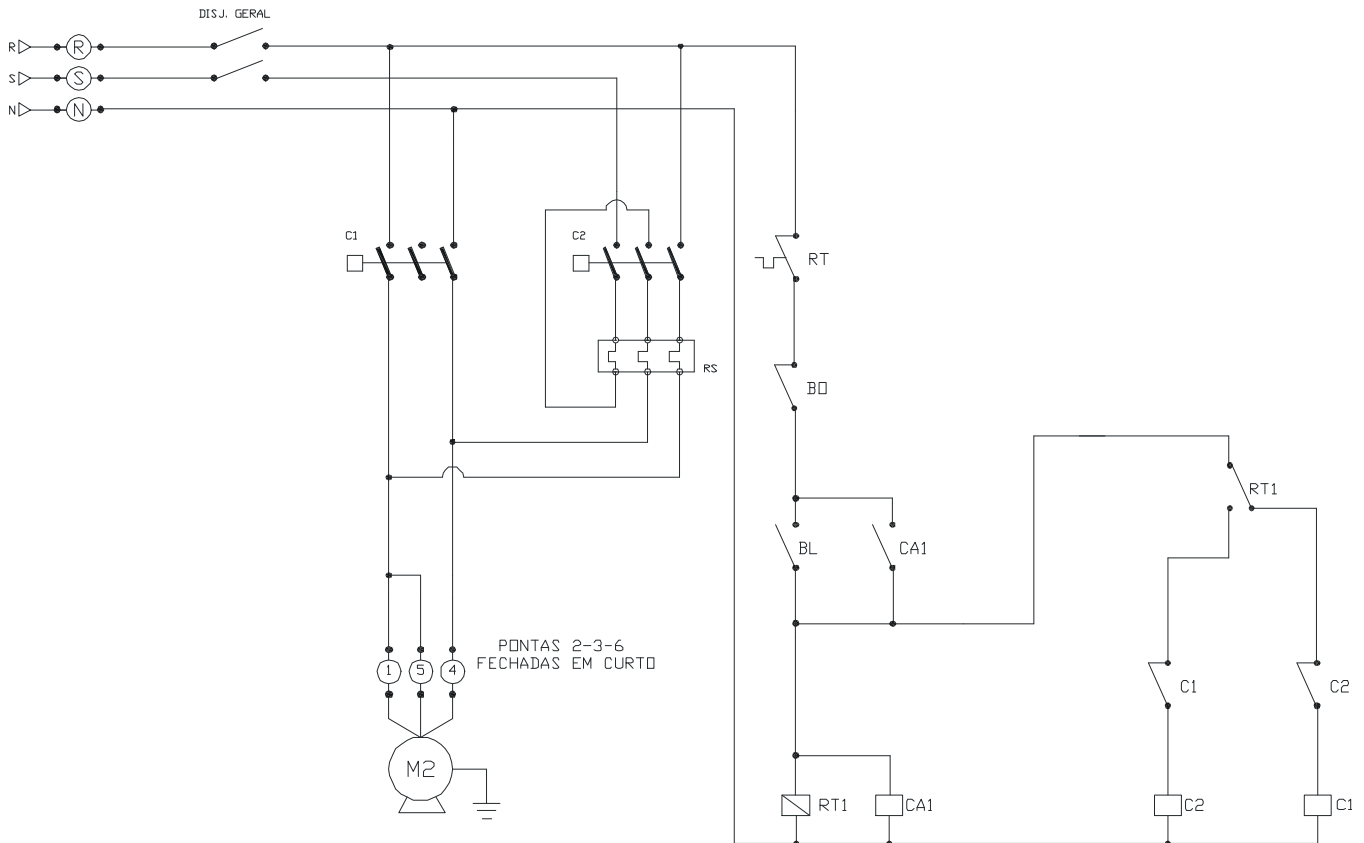 DISJ. GERAL
R R
S S
N N
C1
C2
RT
RS
BO
RT1
BL
CA1
PONTAS 2-3-6
FECHADAS EM CURTO
1 5 4
C1
C2
M2
RT1
CA1
C2
C1